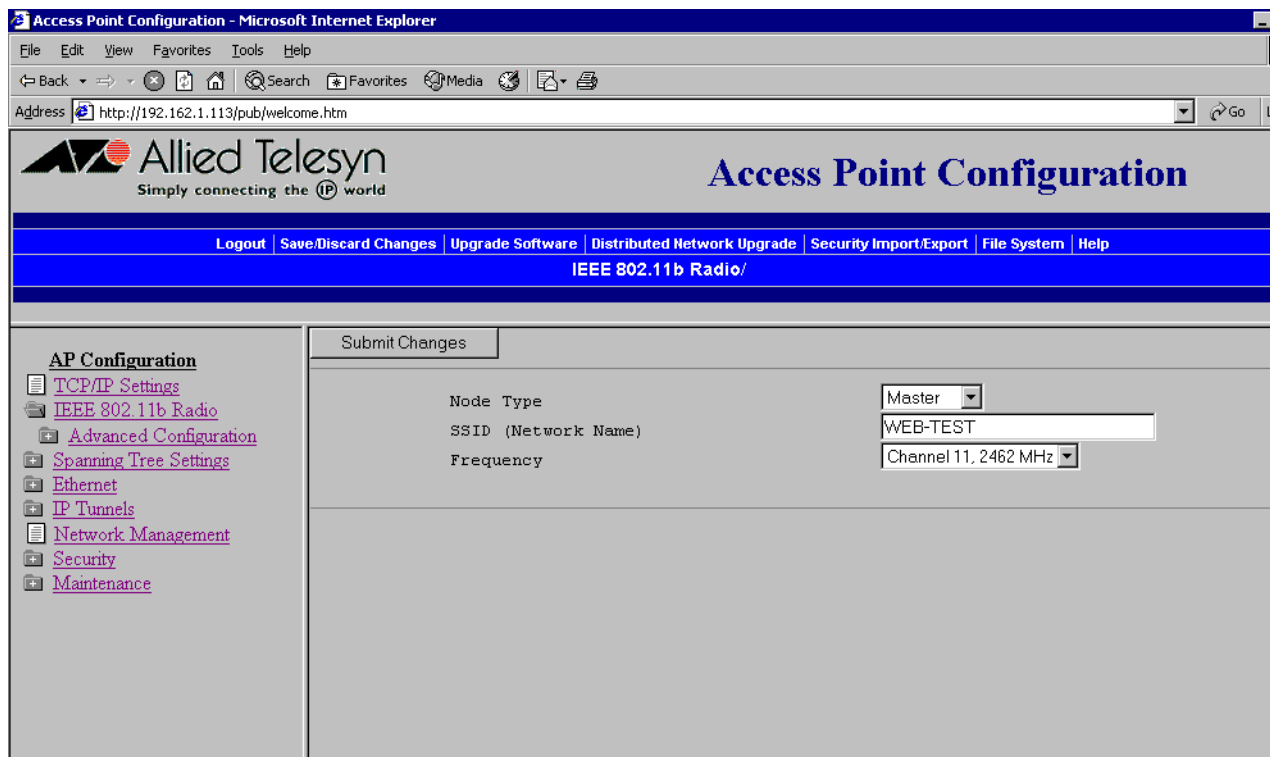 Access Point Configuration - Microsoft Internet Explorer
File Edit View Favorites Tools Help
Back Search Favorites Media
Address http://192.162.1.113/pub/welcome.htm Go
Allied Telesyn
Simply connecting the IP world
Access Point Configuration
Logout | Save/Discard Changes | Upgrade Software | Distributed Network Upgrade | Security Import/Export | File System | Help
IEEE 802.11b Radio/
AP Configuration
TCP/IP Settings
IEEE 802.11b Radio
Advanced Configuration
Spanning Tree Settings
Ethernet
IP Tunnels
Network Management
Security
Maintenance
Submit Changes
Node Type Master
SSID (Network Name) WEB-TEST
Frequency Channel 11, 2462 MHz